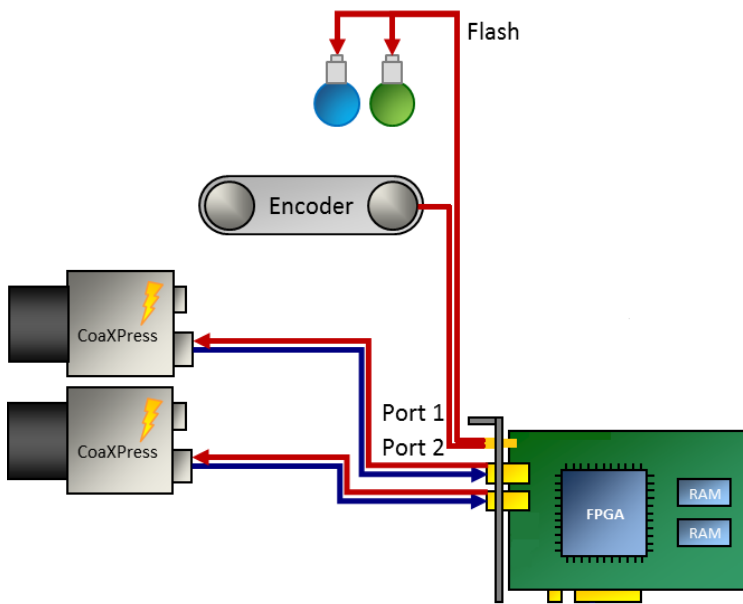 Flash
Encoder
CoaXPress
Port 1
Port 2
CoaXPress
FPGA
RAM
RAM